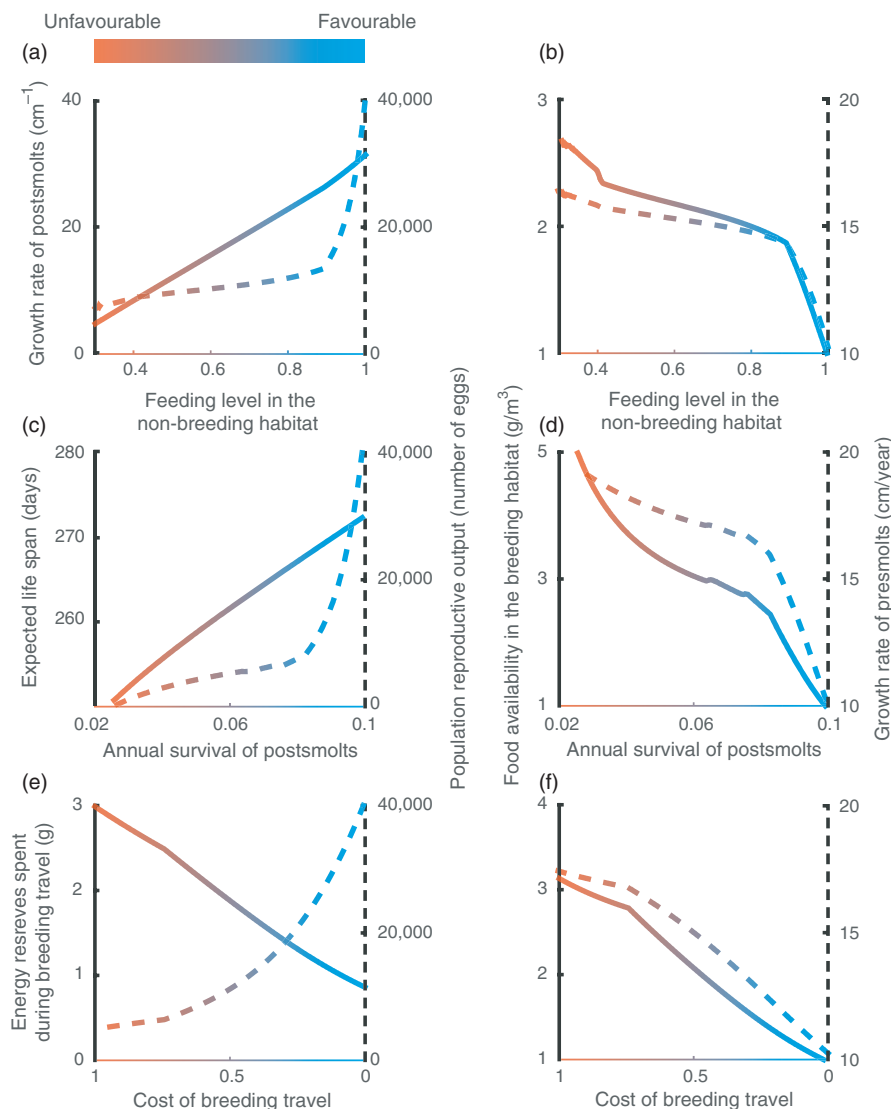 Unfavourable Favourable
(a)
40
20
0
40,000
20,000
0
0.4 0.6 0.8 1
Growth rate of postsmolts (cm⁻¹)
Feeding level in the
non-breeding habitat
(b)
3
2
1
20
15
10
0.4 0.6 0.8 1
Feeding level in the
non-breeding habitat
(c)
280
270
260
40,000
20,000
0
0.02 0.06 0.1
Expected life span (days)
Annual survival of postsmolts
Population reproductive output (number of eggs)
(d)
5
3
1
20
15
10
0.02 0.06 0.1
Food availability in the breeding habitat (g/m³)
Growth rate of presmolts (cm/year)
Annual survival of postsmolts
(e)
3
2
1
0
40,000
20,000
0
1 0.5 0
Energy resreves spent
during breeding travel (g)
Cost of breeding travel
(f)
4
3
2
1
20
15
10
1 0.5 0
Cost of breeding travel